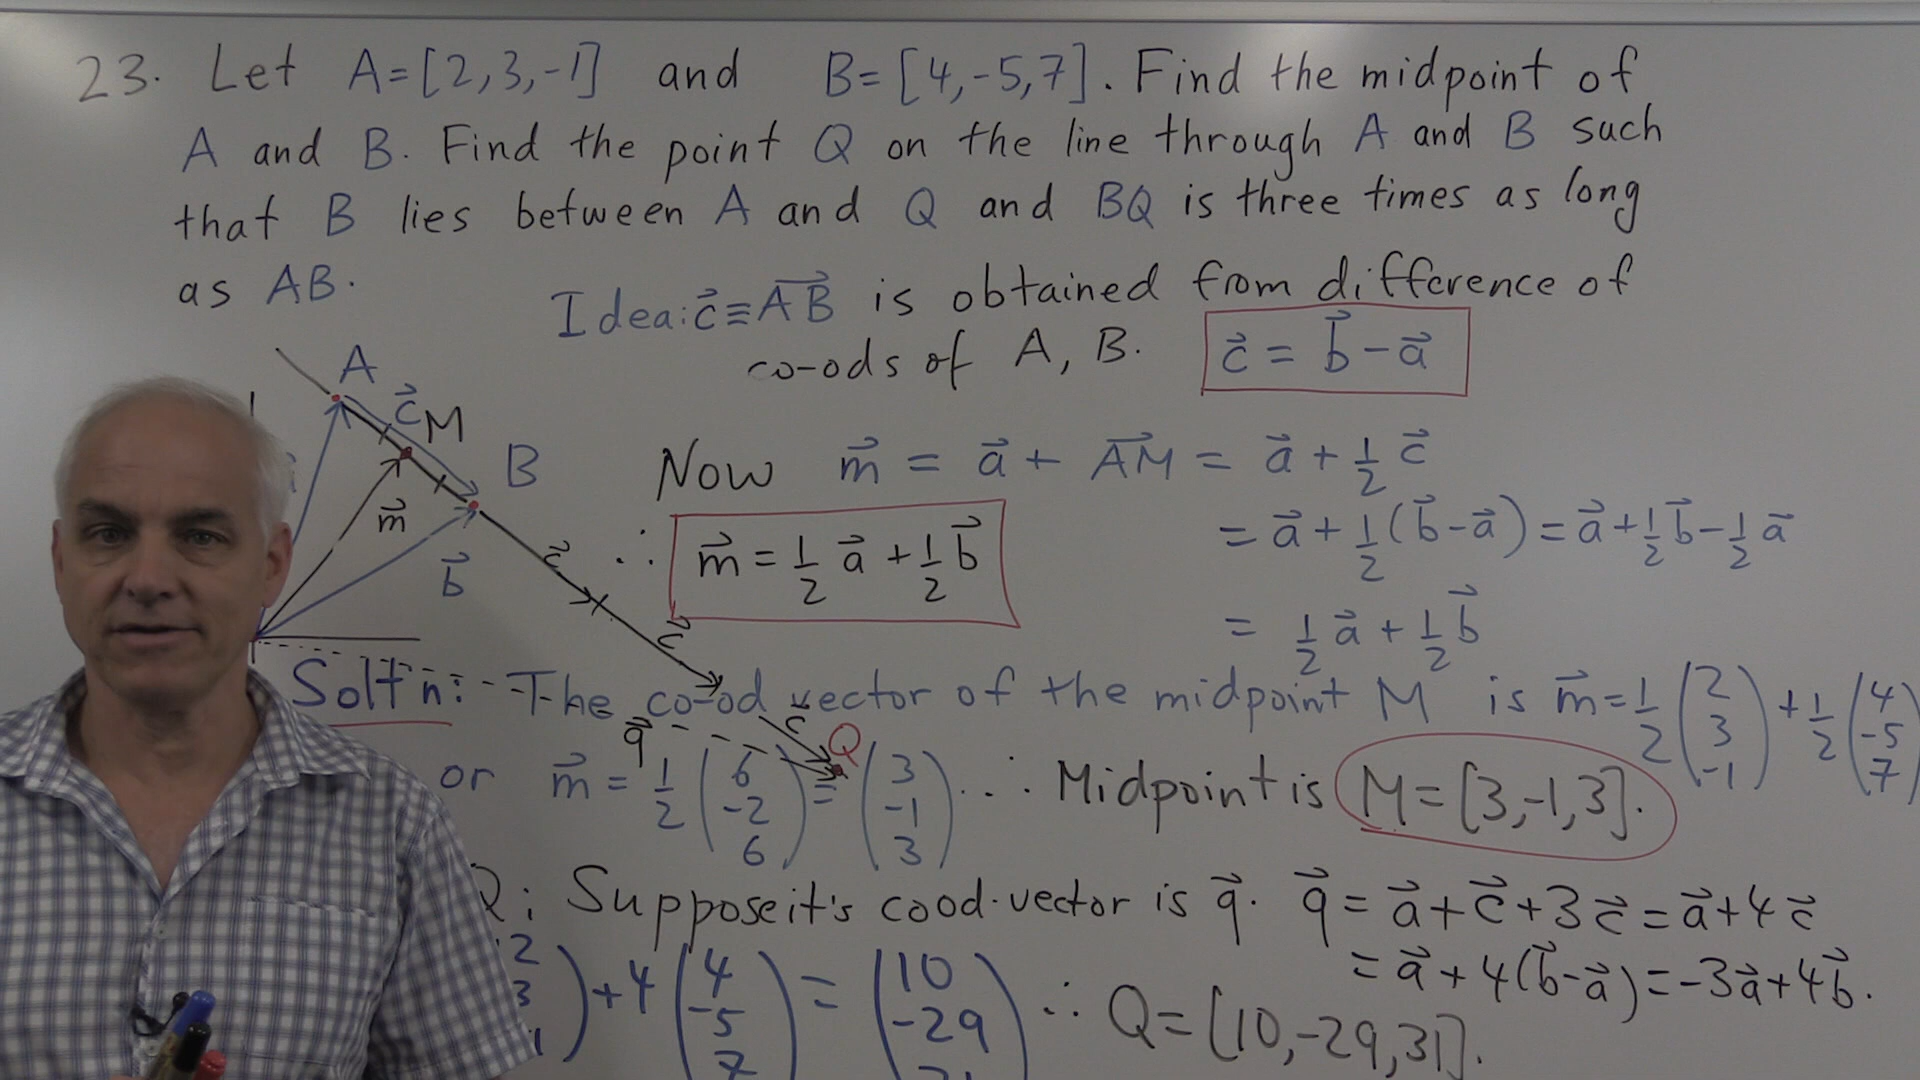 23. Let A=[2,3,-1] and B=[4,-5,7]. Find the midpoint of
A and B. Find the point Q on the line through A and B such
that B lies between A and Q and BQ is three times as long
as AB.
Idea: c⃗ ≡ AB⃗ is obtained from difference of
co-ods of A, B. c⃗ = b⃗ - a⃗
A
c⃗
M
B
m⃗
b⃗
c⃗
c⃗
c⃗
q⃗
Q
Now m⃗ = a⃗ + AM⃗ = a⃗ + 1/2 c⃗
= a⃗ + 1/2 (b⃗ - a⃗) = a⃗ + 1/2 b⃗ - 1/2 a⃗
∴ m⃗ = 1/2 a⃗ + 1/2 b⃗
= 1/2 a⃗ + 1/2 b⃗
Solt'n: The co-od vector of the midpoint M is m⃗ = 1/2 (2 3 -1) + 1/2 (4 -5 7)
or m⃗ = 1/2 (6 -2 6) = (3 -1 3). ∴ Midpoint is M=[3,-1,3].
Q: Suppose it's cood. vector is q⃗. q⃗ = a⃗ + c⃗ + 3c⃗ = a⃗ + 4c⃗
= a⃗ + 4(b⃗ - a⃗) = -3a⃗ + 4b⃗.
2 3 1) + 4 (4 -5 7) = (10 -29 ∴ Q=[10,-29,31].